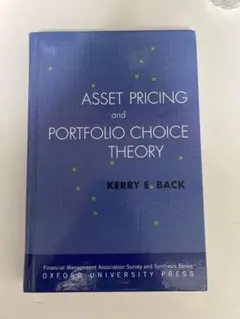 ASSET PRICING
and
PORTFOLIO CHOICE
THEORY
KERRY E. BACK
Financial Management Association Survey and Synthesis Series
OXFORD UNIVERSITY PRESS